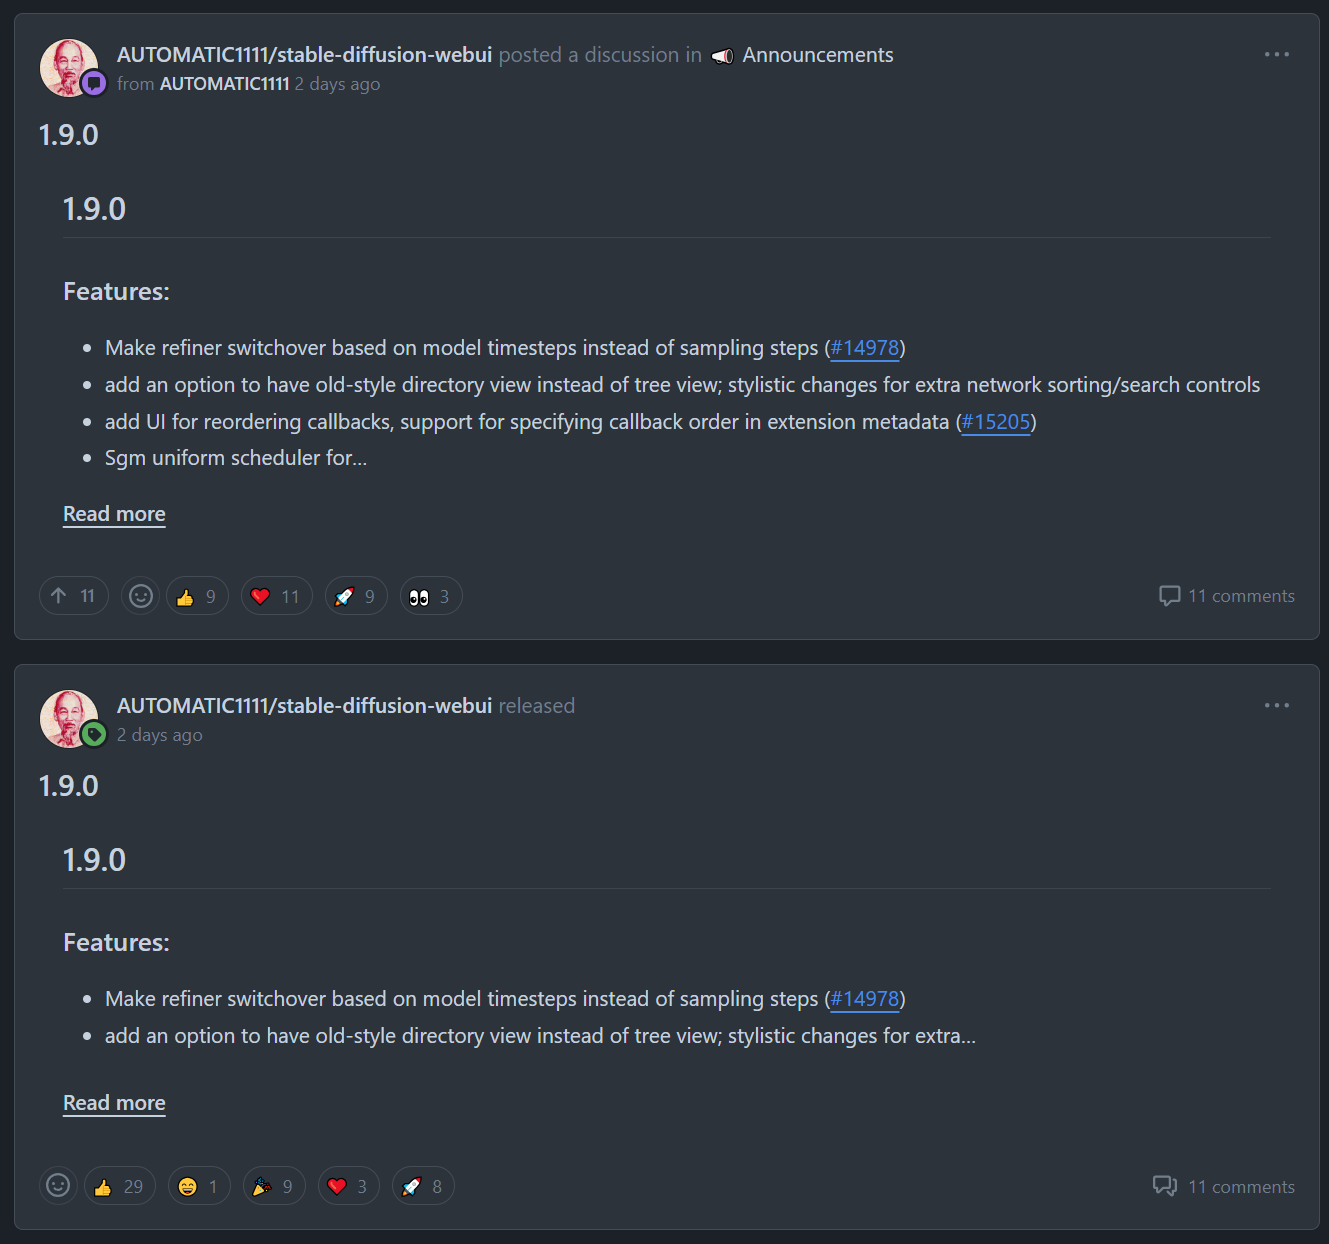 AUTOMATIC1111/stable-diffusion-webui posted a discussion in 📣 Announcements
from AUTOMATIC1111 2 days ago
1.9.0
1.9.0
Features:
• Make refiner switchover based on model timesteps instead of sampling steps (#14978)
• add an option to have old-style directory view instead of tree view; stylistic changes for extra network sorting/search controls
• add UI for reordering callbacks, support for specifying callback order in extension metadata (#15205)
• Sgm uniform scheduler for...
Read more
↑ 11 👍 9 ❤️ 11 🚀 9 👀 3 11 comments
AUTOMATIC1111/stable-diffusion-webui released
2 days ago
1.9.0
1.9.0
Features:
• Make refiner switchover based on model timesteps instead of sampling steps (#14978)
• add an option to have old-style directory view instead of tree view; stylistic changes for extra...
Read more
👍 29 😄 1 🎉 9 ❤️ 3 🚀 8 11 comments